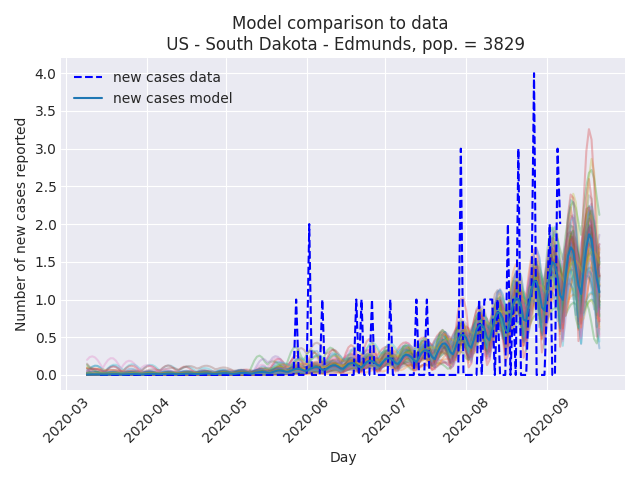 Model comparison to data
US - South Dakota - Edmunds, pop. = 3829
new cases data
new cases model
Number of new cases reported
4.0
3.5
3.0
2.5
2.0
1.5
1.0
0.5
0.0
2020-03
2020-04
2020-05
2020-06
2020-07
2020-08
2020-09
Day